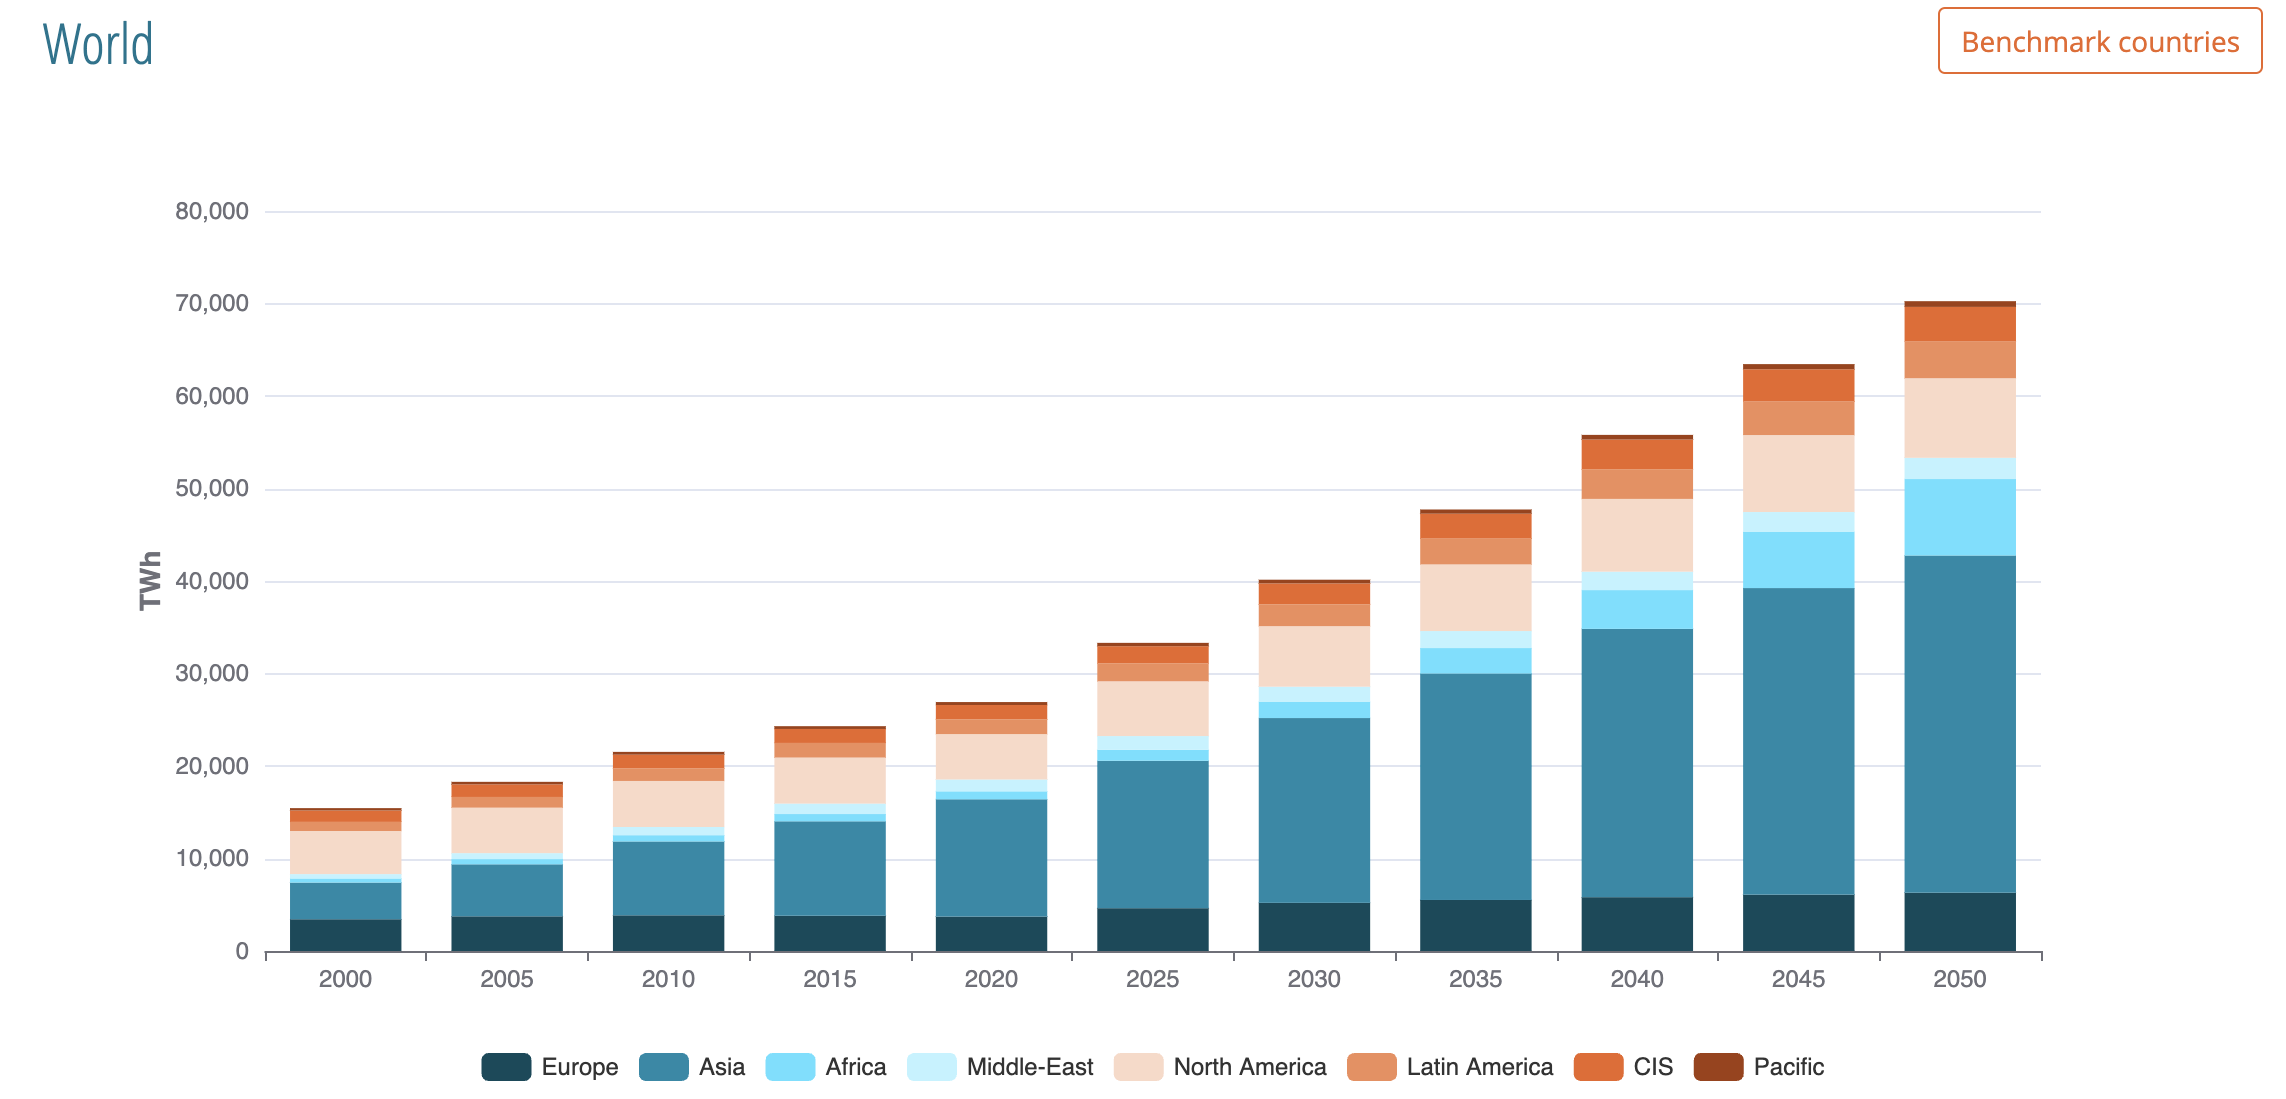 World
Benchmark countries
80,000
70,000
60,000
50,000
40,000
30,000
20,000
10,000
0
TWh
2000 2005 2010 2015 2020 2025 2030 2035 2040 2045 2050
Europe Asia Africa Middle-East North America Latin America CIS Pacific